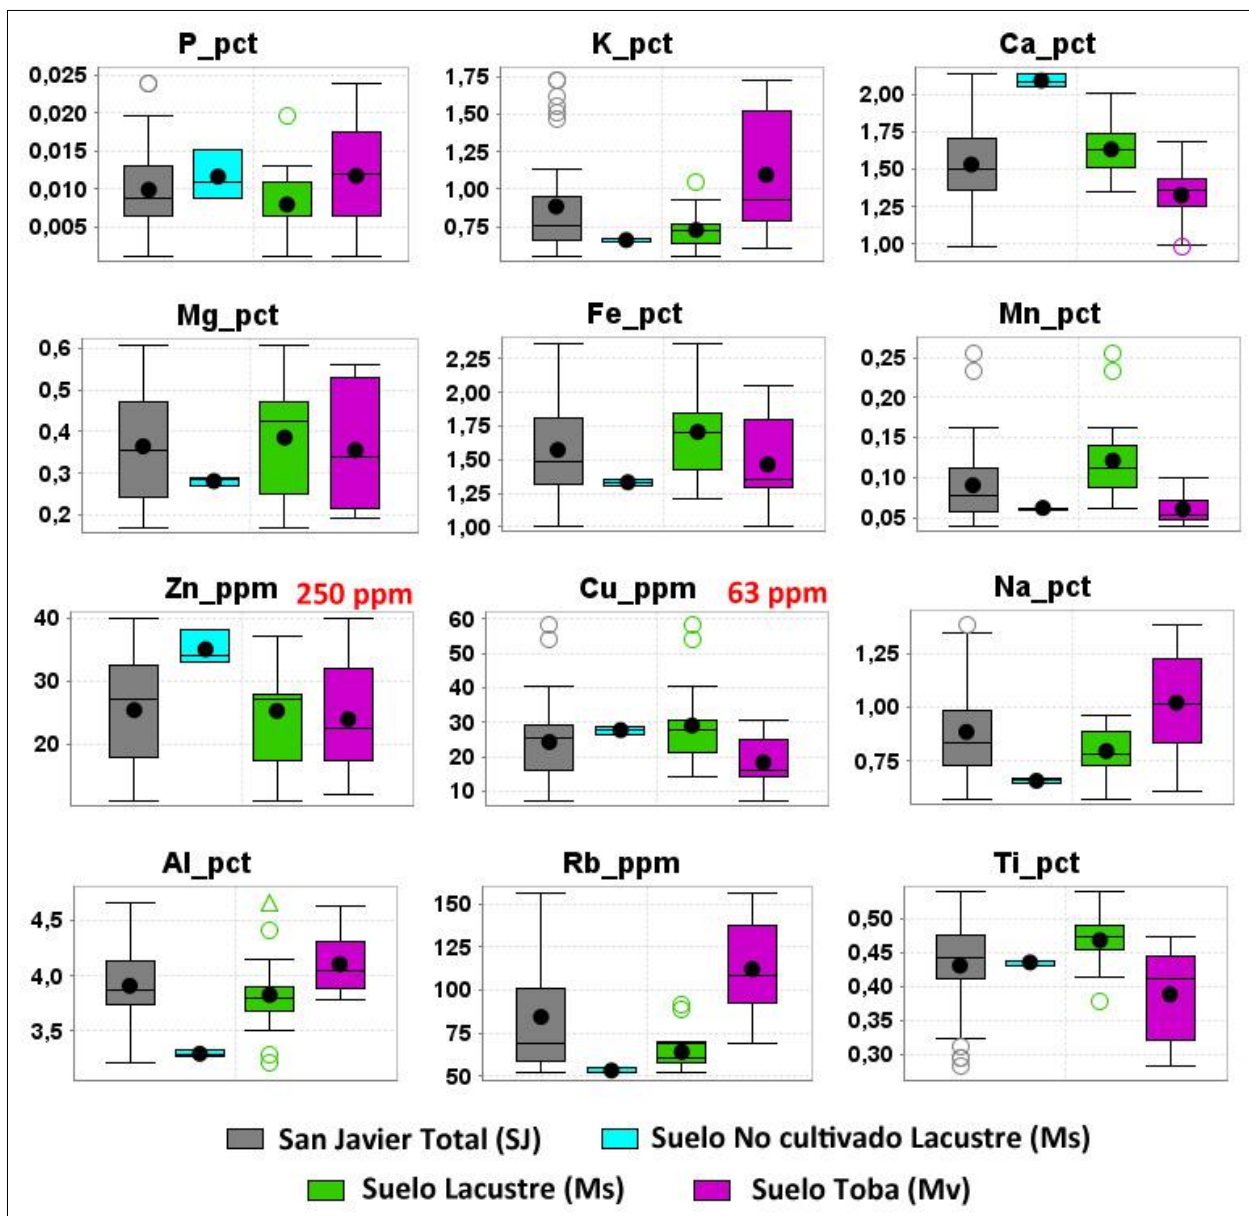 P_pct K_pct Ca_pct
0,025 1,75 2,00
0,020 1,50 1,75
0,015 1,25 1,50
0,010 1,00 1,25
0,005 0,75 1,00
Mg_pct Fe_pct Mn_pct
0,6 2,25 0,25
0,5 2,00 0,20
0,4 1,75 0,15
0,3 1,50 0,10
0,2 1,25 0,05
1,00
Zn_ppm 250 ppm Cu_ppm 63 ppm Na_pct
40 60 1,25
30 50 1,00
20 40 0,75
30
20
10
Al_pct Rb_ppm Ti_pct
4,5 150 0,50
4,0 125 0,45
3,5 100 0,40
75 0,35
50 0,30
San Javier Total (SJ) Suelo No cultivado Lacustre (Ms)
Suelo Lacustre (Ms) Suelo Toba (Mv)